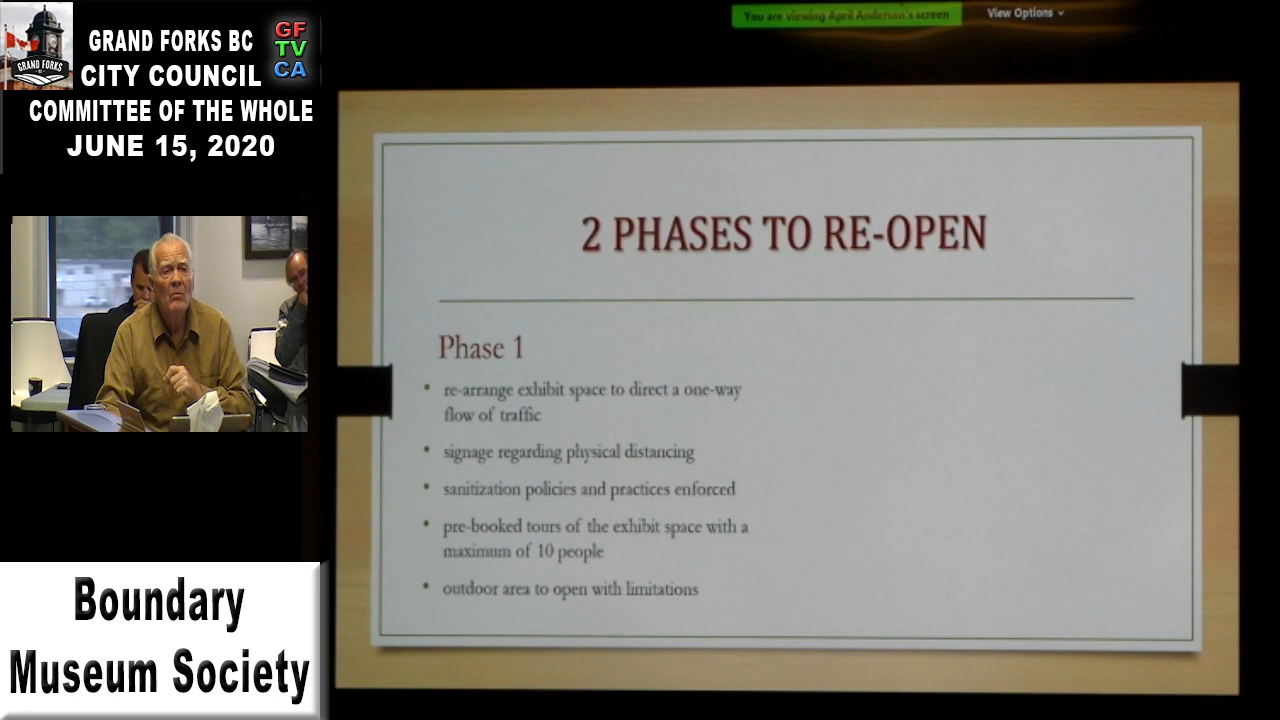 GRAND FORKS BC
CITY COUNCIL
COMMITTEE OF THE WHOLE
JUNE 15, 2020
GF
TV
CA
GRAND FORKS
BC
You are viewing April Anderson's screen
View Options
2 PHASES TO RE-OPEN
Phase 1
• re-arrange exhibit space to direct a one-way
flow of traffic
• signage regarding physical distancing
• sanitization policies and practices enforced
• pre-booked tours of the exhibit space with a
maximum of 10 people
• outdoor area to open with limitations
Boundary
Museum Society